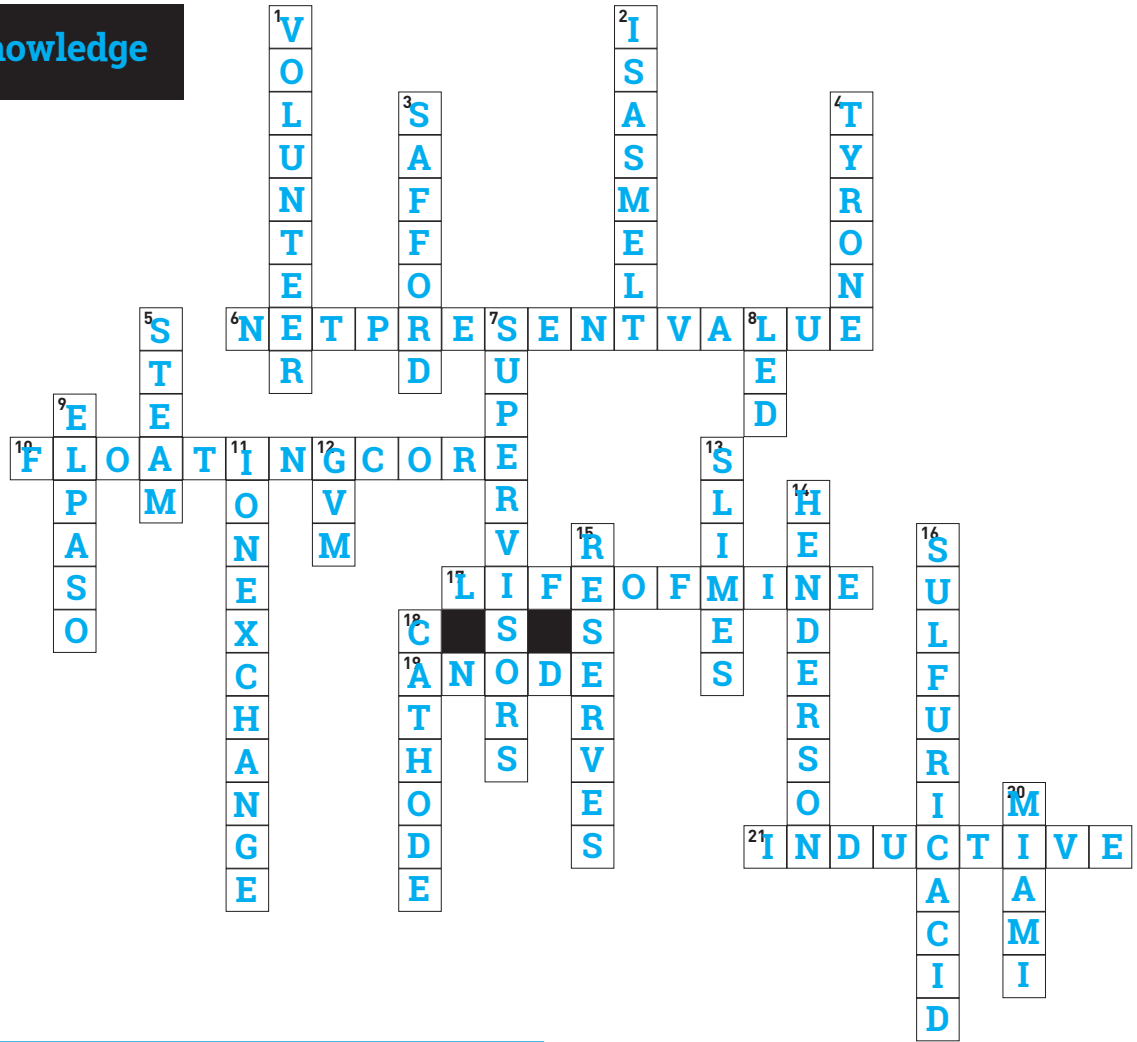 nowledge
1 VOLUNTEER
2 ISASMELT
3 SAFFORD
4 TYRONE
5 STEAM
6 NETPRESENTVALUE
7 SUPERVISORS
8 LED
9 ELPASO
10 FLOATINGCORE
11 IONEXCHANGE
12 GVM
13 SLIMES
14 HENDERSON
15 RESERVES
16 SULFURICACID
17 LIFEOFMINE
18 CATHODE
19 ANODE
20 MIAMI
21 INDUCTIVE